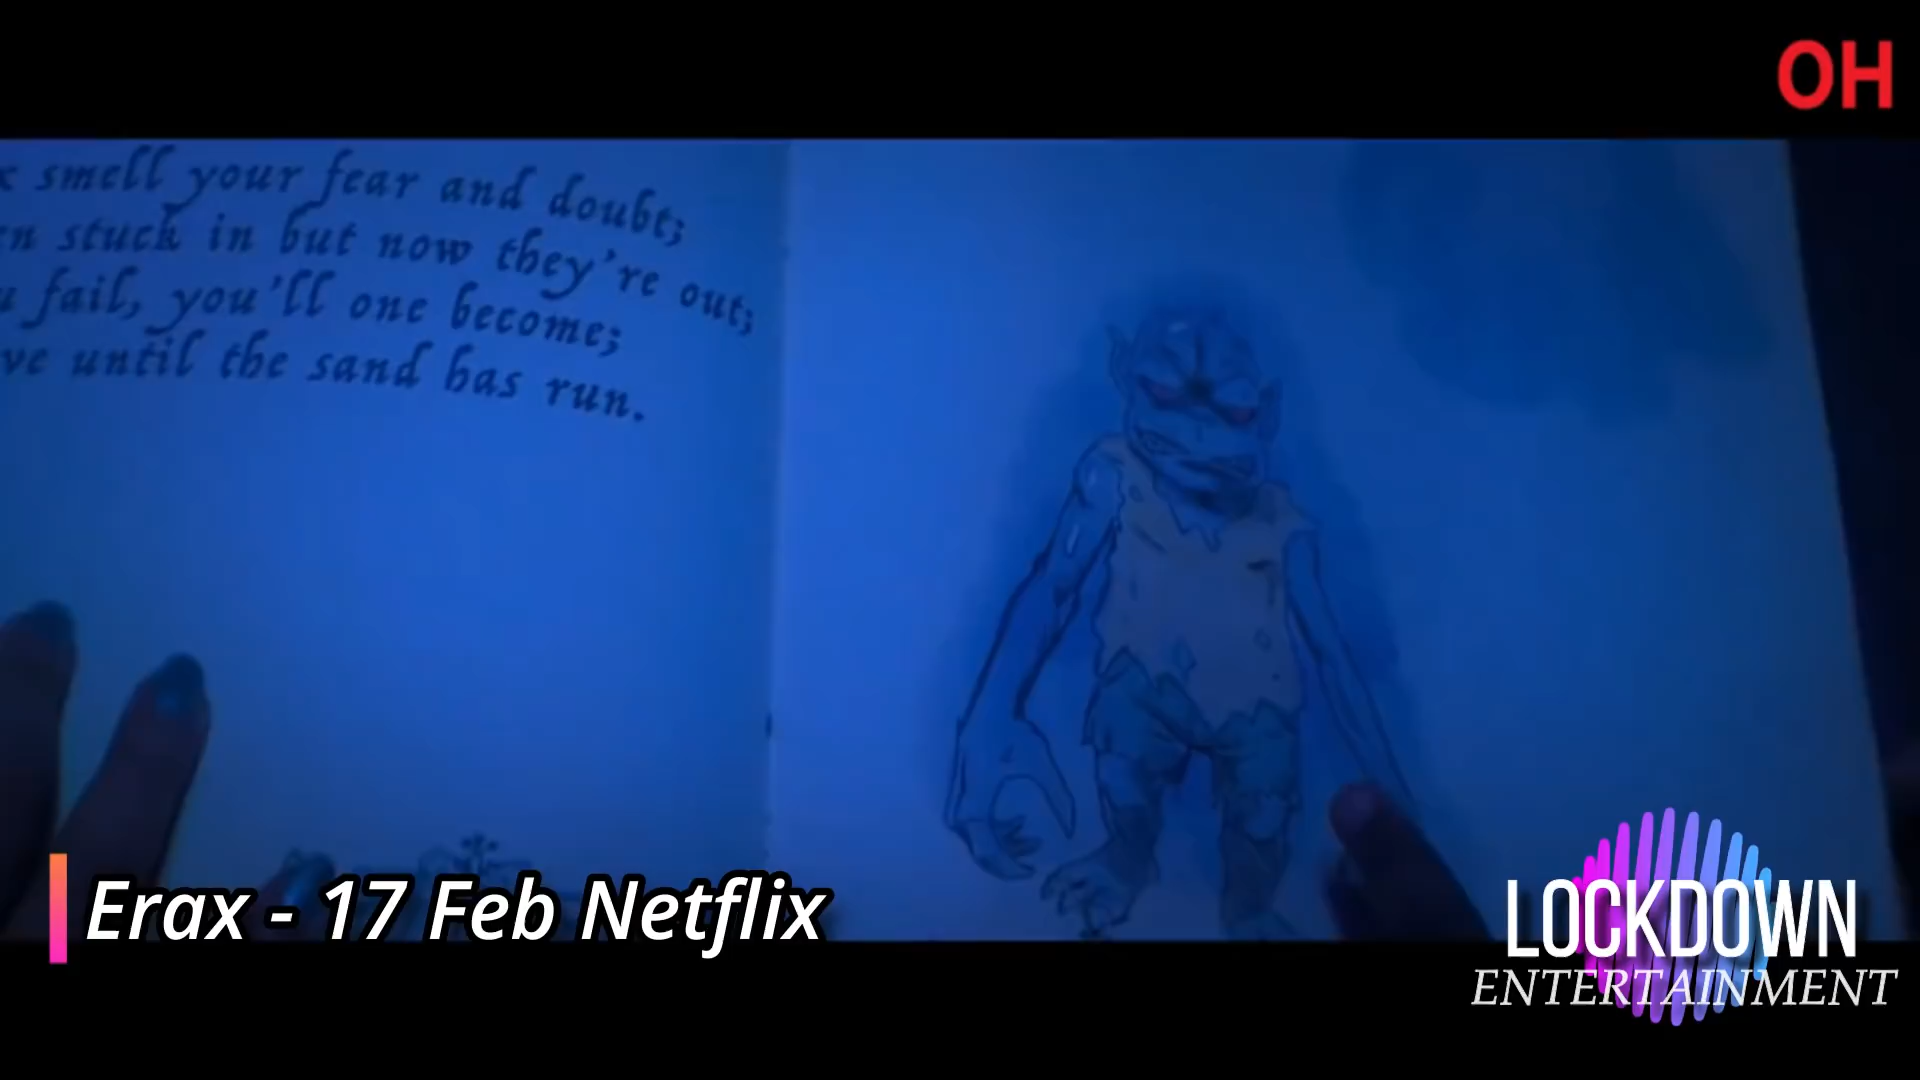 OH
smell your fear and doubt;
stuck in but now they're out;
fail, you'll one become;
until the sand has run.
Erax - 17 Feb Netflix
LOCKDOWN
ENTERTAINMENT